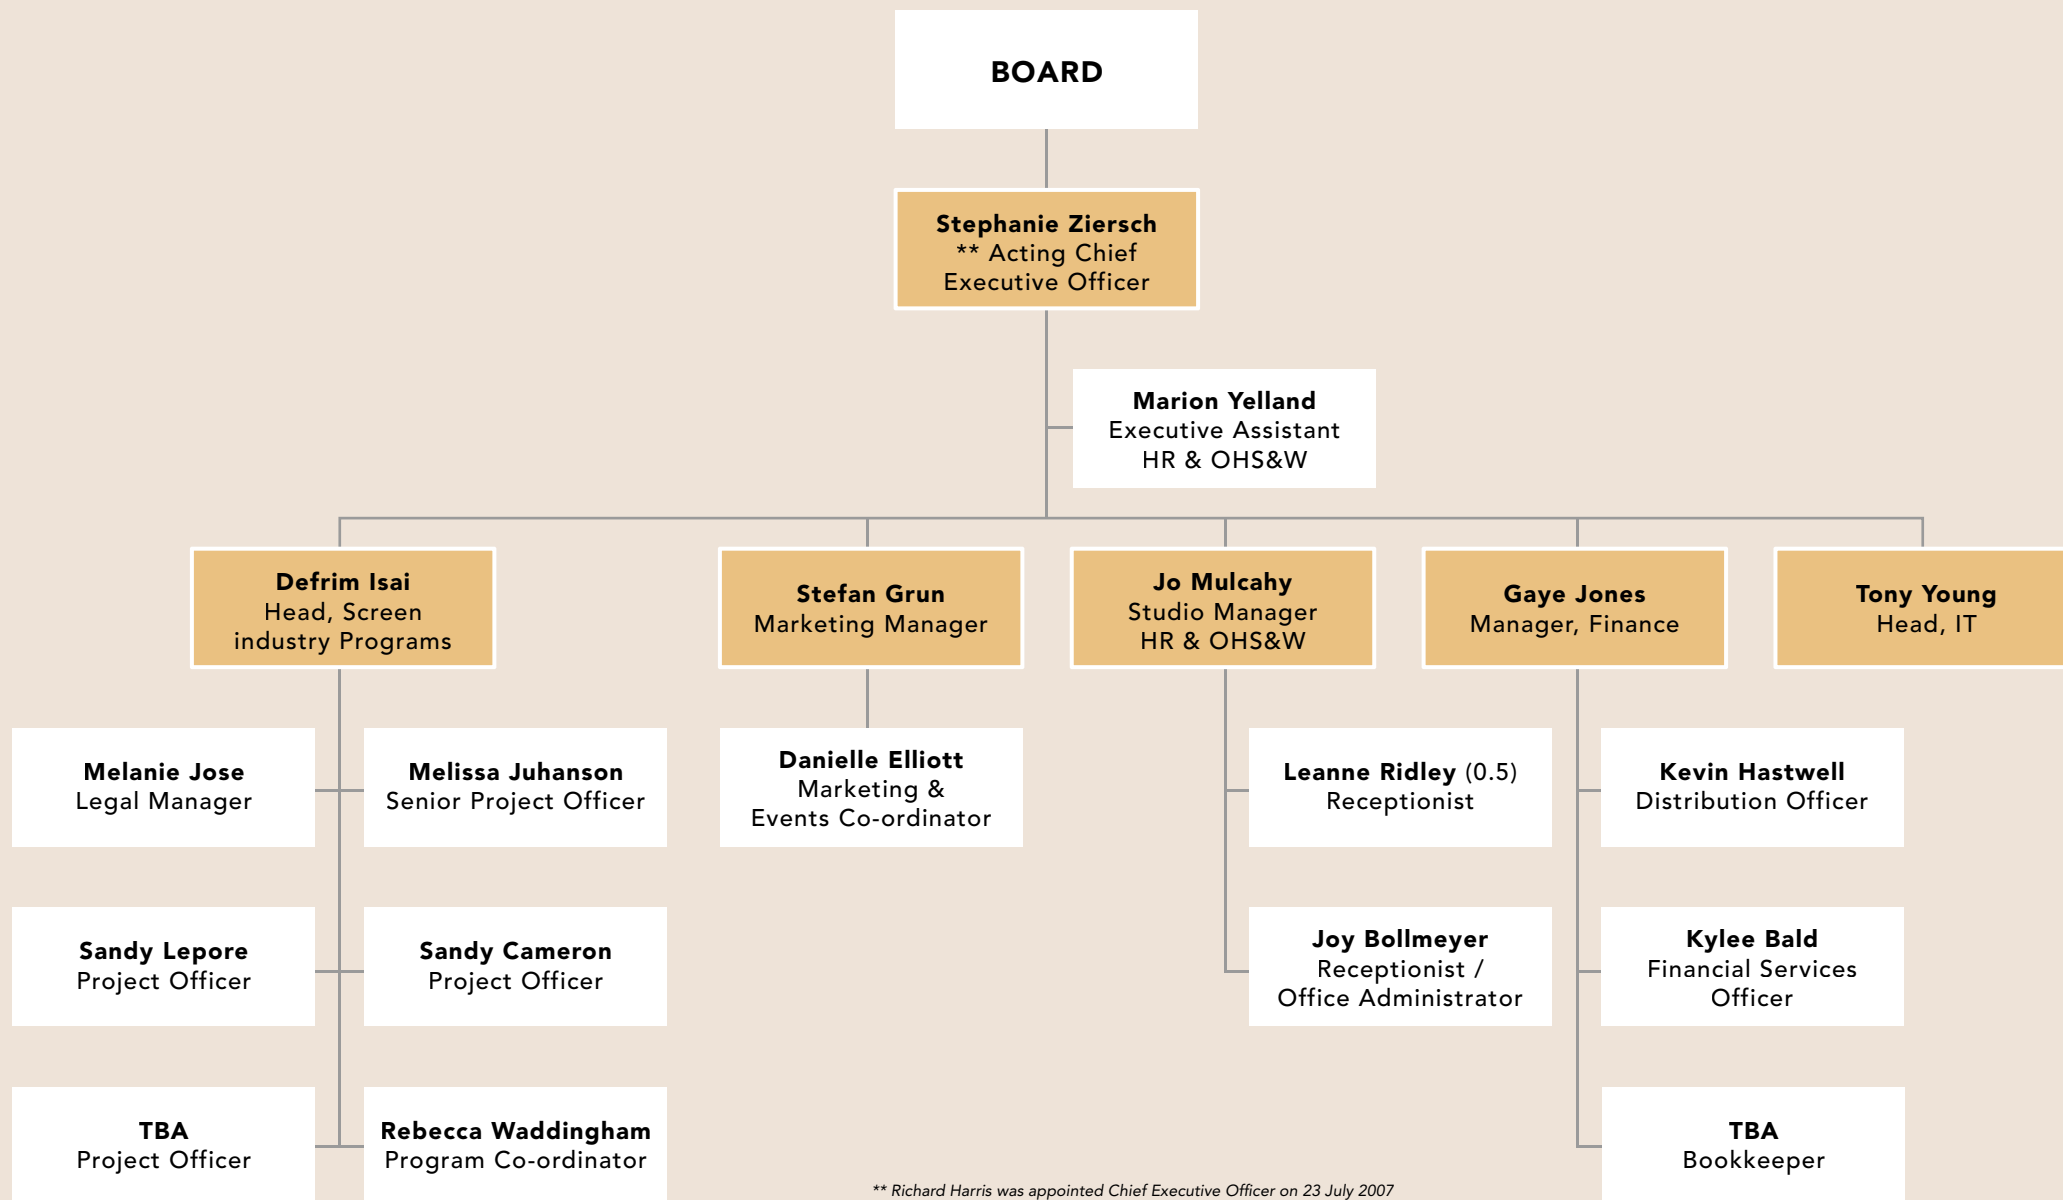 BOARD
Stephanie Ziersch
** Acting Chief
Executive Officer
Marion Yelland
Executive Assistant
HR & OHS&W
Defrim Isai
Head, Screen
industry Programs
Stefan Grun
Marketing Manager
Jo Mulcahy
Studio Manager
HR & OHS&W
Gaye Jones
Manager, Finance
Tony Young
Head, IT
Melanie Jose
Legal Manager
Melissa Juhanson
Senior Project Officer
Danielle Elliott
Marketing &
Events Co-ordinator
Leanne Ridley (0.5)
Receptionist
Kevin Hastwell
Distribution Officer
Sandy Lepore
Project Officer
Sandy Cameron
Project Officer
Joy Bollmeyer
Receptionist /
Office Administrator
Kylee Bald
Financial Services
Officer
TBA
Project Officer
Rebecca Waddingham
Program Co-ordinator
TBA
Bookkeeper
** Richard Harris was appointed Chief Executive Officer on 23 July 2007